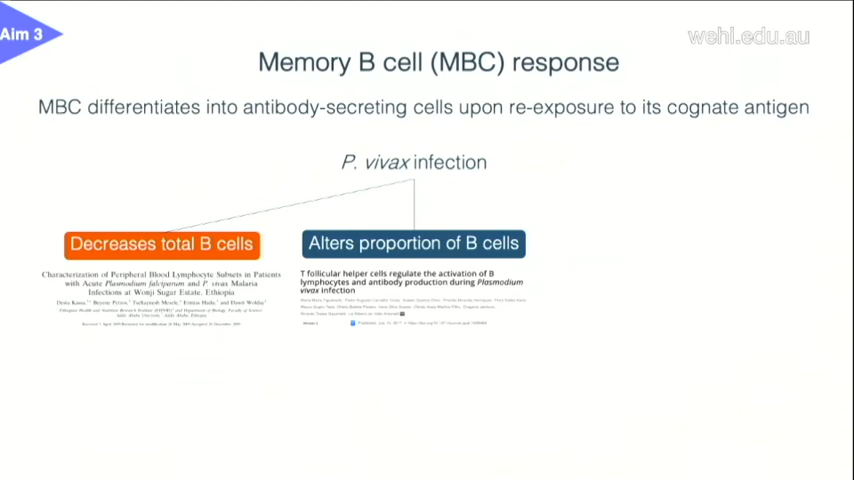 Aim 3
wehi.edu.au
Memory B cell (MBC) response
MBC differentiates into antibody-secreting cells upon re-exposure to its cognate antigen
P. vivax infection
Decreases total B cells
Alters proportion of B cells
Characterization of Peripheral Blood Lymphocyte Subsets in Patients
with Acute Plasmodium falciparum and P. vivax Malaria
Infections at Wonji Sugar Estate, Ethiopia
T follicular helper cells regulate the activation of B
lymphocytes and antibody production during Plasmodium
vivax infection